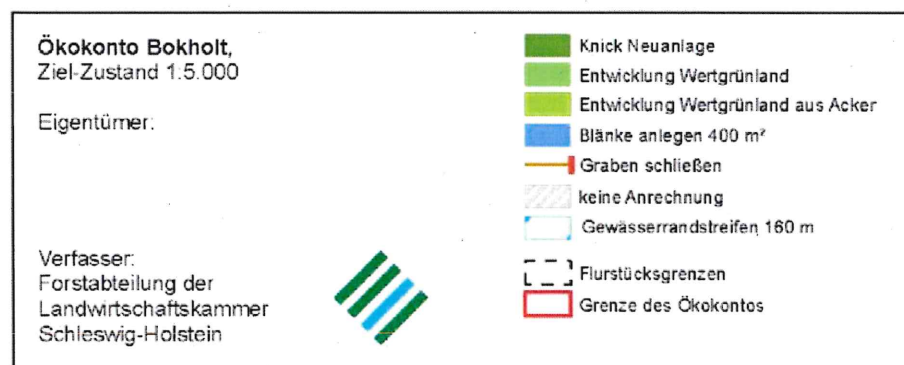 Ökokonto Bokholt,
Ziel-Zustand 1:5.000
Eigentümer:
Verfasser:
Forstabteilung der
Landwirtschaftskammer
Schleswig-Holstein
Knick Neuanlage
Entwicklung Wertgrünland
Entwicklung Wertgrünland aus Acker
Blänke anlegen 400 m²
Graben schließen
keine Anrechnung
Gewässerrandstreifen 160 m
Flurstücksgrenzen
Grenze des Ökokontos